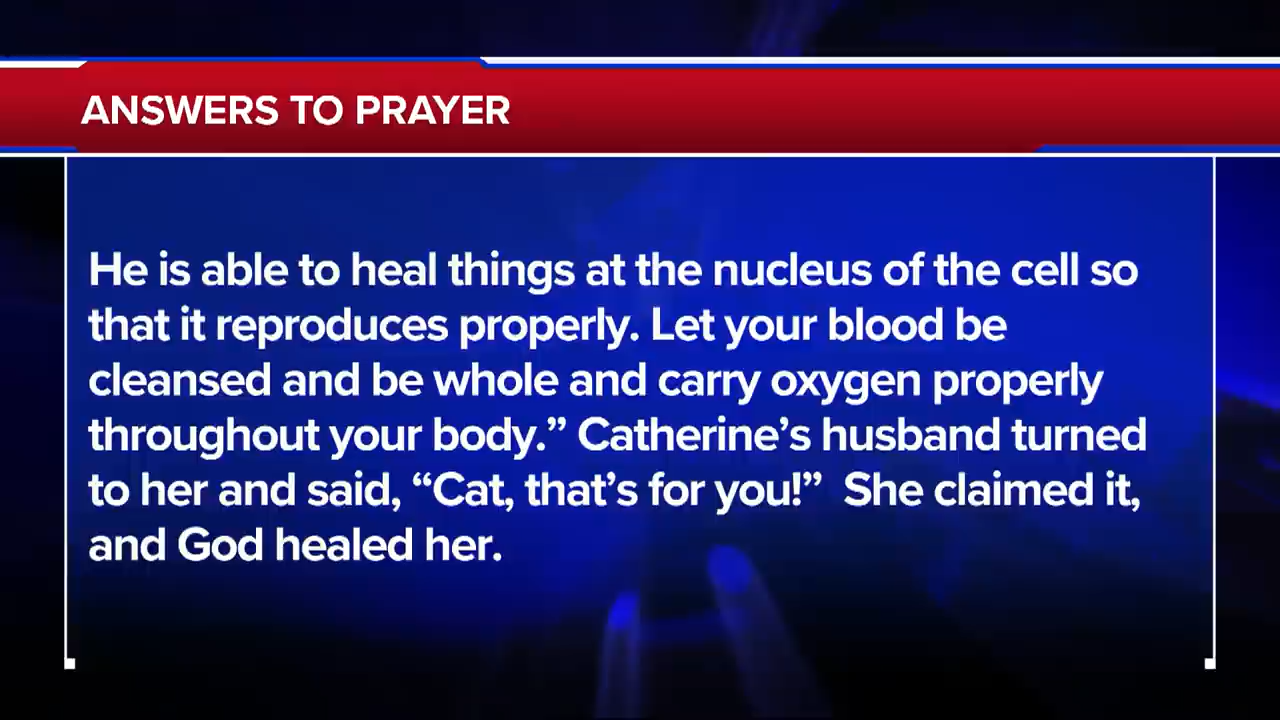 ANSWERS TO PRAYER
He is able to heal things at the nucleus of the cell so
that it reproduces properly. Let your blood be
cleansed and be whole and carry oxygen properly
throughout your body.” Catherine’s husband turned
to her and said, “Cat, that’s for you!”  She claimed it,
and God healed her.